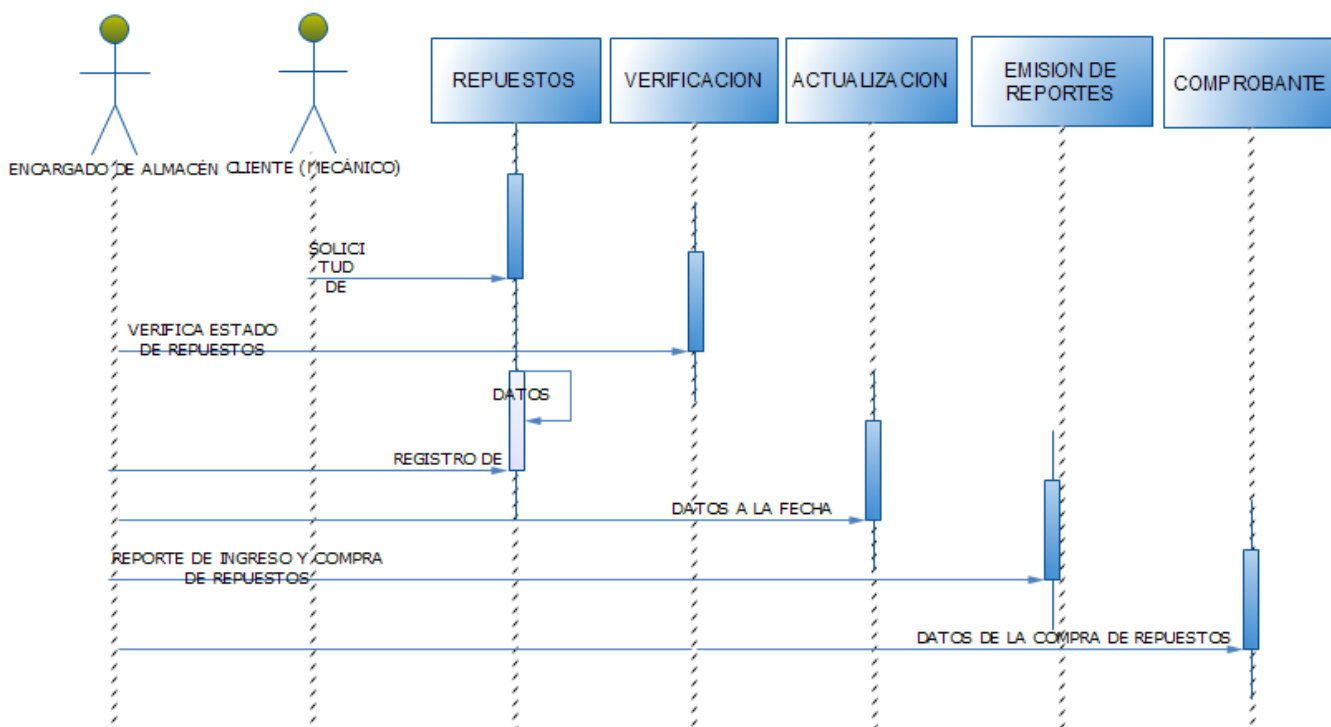 REPUESTOS
VERIFICACION
ACTUALIZACION
EMISION DE
REPORTES
COMPROBANTE
ENCARGADO DE ALMACÉN
CLIENTE (MECÁNICO)
SOLICI
TUD
DE
VERIFICA ESTADO
DE REPUESTOS
DATOS
REGISTRO DE
DATOS A LA FECHA
REPORTE DE INGRESO Y COMPRA
DE REPUESTOS
DATOS DE LA COMPRA DE REPUESTOS